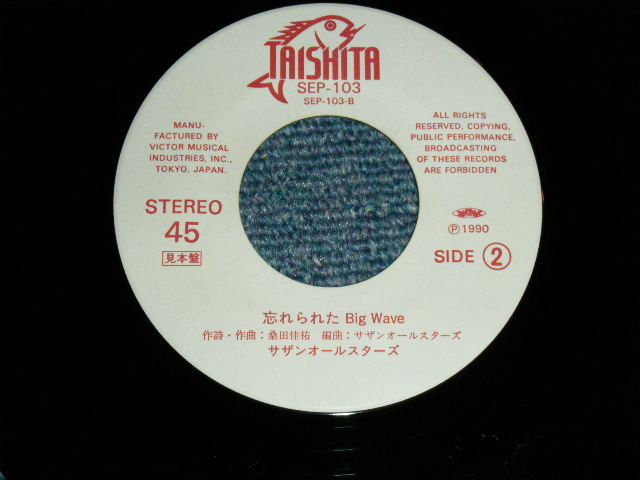 TAISHITA
SEP-103
SEP-103-B
MANU-
FACTURED BY
VICTOR MUSICAL
INDUSTRIES, INC.,
TOKYO, JAPAN.
ALL RIGHTS
RESERVED, COPYING,
PUBLIC PERFORMANCE,
BROADCASTING
OF THESE RECORDS
ARE FORBIDDEN
STEREO
45
見本盤
Ⓟ 1990
SIDE ②
忘れられた Big Wave
作詩・作曲：桑田佳祐 編曲：サザンオールスターズ
サザンオールスターズ